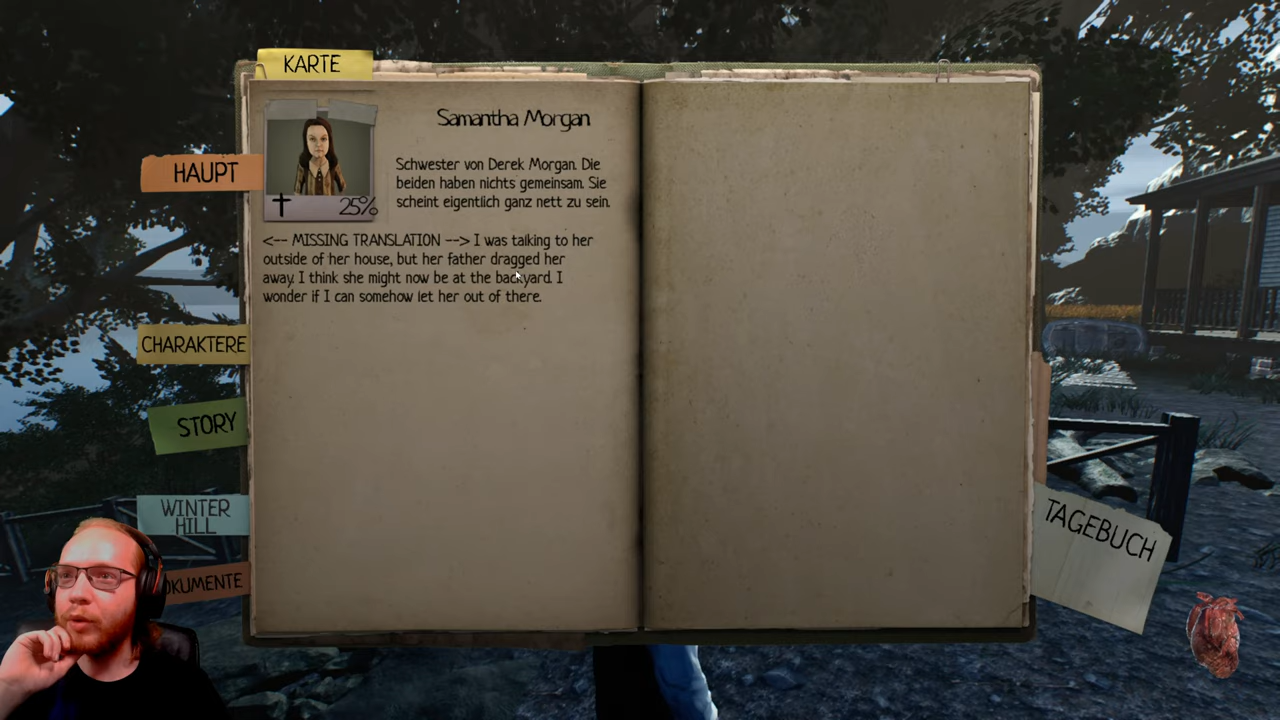 KARTE
Samantha Morgan
HAUPT
Schwester von Derek Morgan. Die
beiden haben nichts gemeinsam. Sie
scheint eigentlich ganz nett zu sein.
25%
<-- MISSING TRANSLATION --> I was talking to her
outside of her house, but her father dragged her
away. I think she might now be at the backyard. I
wonder if I can somehow let her out of there.
CHARAKTERE
STORY
WINTER
HILL
TAGEBUCH
OKUMENTE